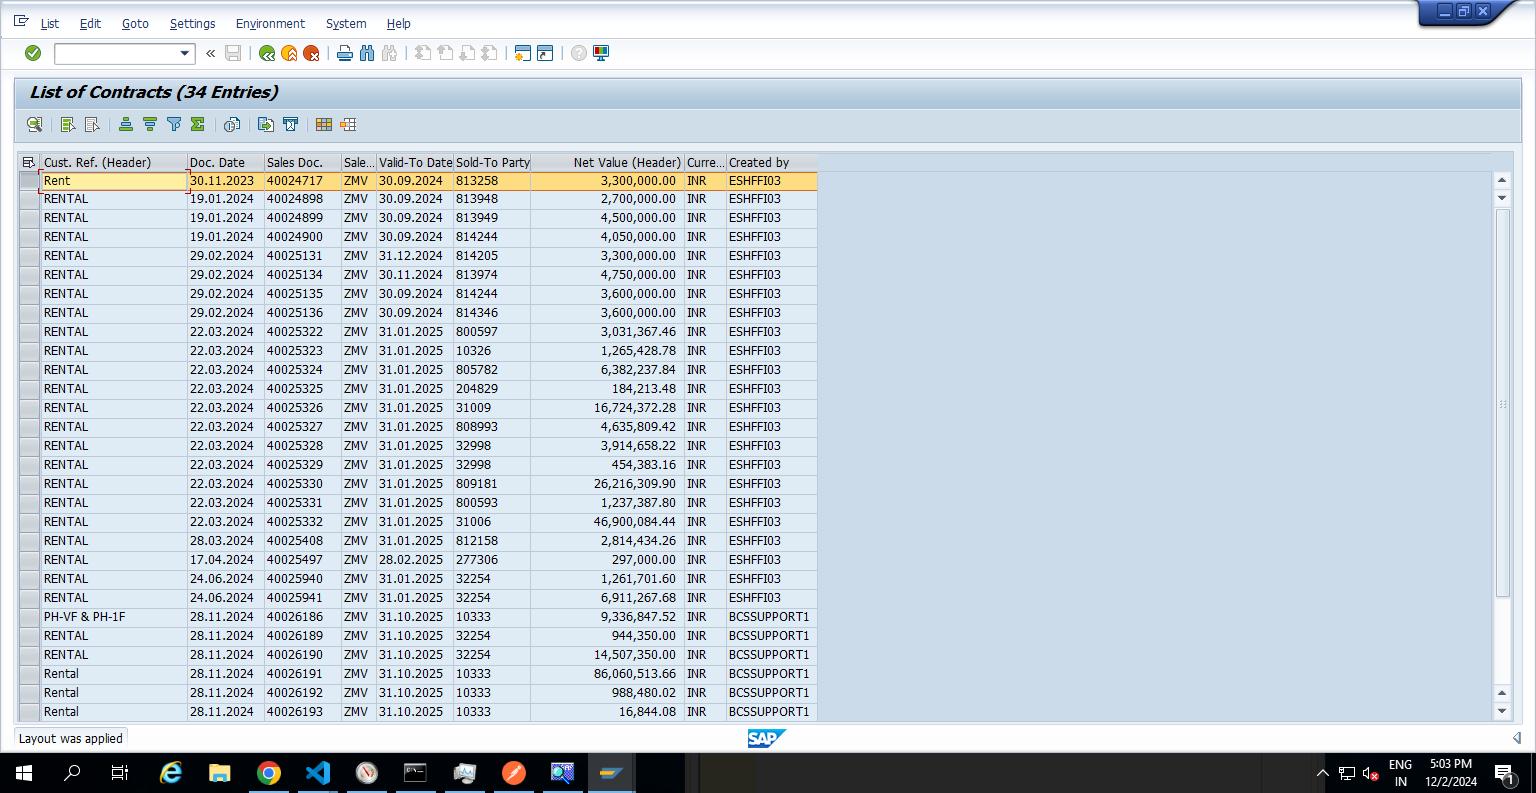 List Edit Goto Settings Environment System Help
List of Contracts (34 Entries)
Cust. Ref. (Header) Doc. Date Sales Doc. Sale... Valid-To Date Sold-To Party Net Value (Header) Curre... Created by
Rent 30.11.2023 40024717 ZMV 30.09.2024 813258 3,300,000.00 INR ESHFFI03
RENTAL 19.01.2024 40024898 ZMV 30.09.2024 813948 2,700,000.00 INR ESHFFI03
RENTAL 19.01.2024 40024899 ZMV 30.09.2024 813949 4,500,000.00 INR ESHFFI03
RENTAL 19.01.2024 40024900 ZMV 30.09.2024 814244 4,050,000.00 INR ESHFFI03
RENTAL 29.02.2024 40025131 ZMV 31.12.2024 814205 3,300,000.00 INR ESHFFI03
RENTAL 29.02.2024 40025134 ZMV 30.11.2024 813974 4,750,000.00 INR ESHFFI03
RENTAL 29.02.2024 40025135 ZMV 30.09.2024 814244 3,600,000.00 INR ESHFFI03
RENTAL 29.02.2024 40025136 ZMV 30.09.2024 814346 3,600,000.00 INR ESHFFI03
RENTAL 22.03.2024 40025322 ZMV 31.01.2025 800597 3,031,367.46 INR ESHFFI03
RENTAL 22.03.2024 40025323 ZMV 31.01.2025 10326 1,265,428.78 INR ESHFFI03
RENTAL 22.03.2024 40025324 ZMV 31.01.2025 805782 6,382,237.84 INR ESHFFI03
RENTAL 22.03.2024 40025325 ZMV 31.01.2025 204829 184,213.48 INR ESHFFI03
RENTAL 22.03.2024 40025326 ZMV 31.01.2025 31009 16,724,372.28 INR ESHFFI03
RENTAL 22.03.2024 40025327 ZMV 31.01.2025 808993 4,635,809.42 INR ESHFFI03
RENTAL 22.03.2024 40025328 ZMV 31.01.2025 32998 3,914,658.22 INR ESHFFI03
RENTAL 22.03.2024 40025329 ZMV 31.01.2025 32998 454,383.16 INR ESHFFI03
RENTAL 22.03.2024 40025330 ZMV 31.01.2025 809181 26,216,309.90 INR ESHFFI03
RENTAL 22.03.2024 40025331 ZMV 31.01.2025 800593 1,237,387.80 INR ESHFFI03
RENTAL 22.03.2024 40025332 ZMV 31.01.2025 31006 46,900,084.44 INR ESHFFI03
RENTAL 28.03.2024 40025408 ZMV 31.01.2025 812158 2,814,434.26 INR ESHFFI03
RENTAL 17.04.2024 40025497 ZMV 28.02.2025 277306 297,000.00 INR ESHFFI03
RENTAL 24.06.2024 40025940 ZMV 31.01.2025 32254 1,261,701.60 INR ESHFFI03
RENTAL 24.06.2024 40025941 ZMV 31.01.2025 32254 6,911,267.68 INR ESHFFI03
PH-VF & PH-1F 28.11.2024 40026186 ZMV 31.10.2025 10333 9,336,847.52 INR BCSSUPPORT1
RENTAL 28.11.2024 40026189 ZMV 31.10.2025 32254 944,350.00 INR BCSSUPPORT1
RENTAL 28.11.2024 40026190 ZMV 31.10.2025 32254 14,507,350.00 INR BCSSUPPORT1
Rental 28.11.2024 40026191 ZMV 31.10.2025 10333 86,060,513.66 INR BCSSUPPORT1
Rental 28.11.2024 40026192 ZMV 31.10.2025 10333 988,480.02 INR BCSSUPPORT1
Rental 28.11.2024 40026193 ZMV 31.10.2025 10333 16,844.08 INR BCSSUPPORT1
Layout was applied
SAP
ENG 5:03 PM
IN 12/2/2024
1